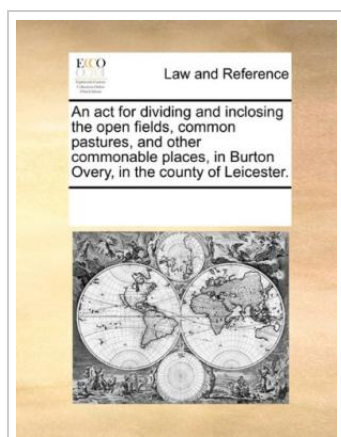 ECCO
Law and Reference
An act for dividing and inclosing
the open fields, common
pastures, and other
commonable places, in Burton
Overy, in the county of Leicester.